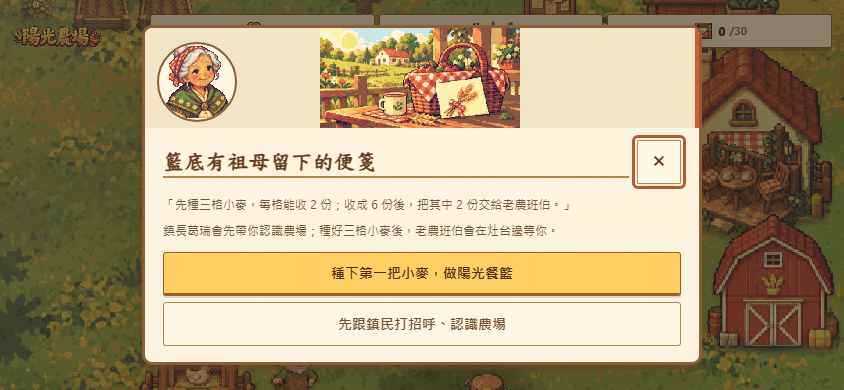 陽光農場
0 /30
籃底有祖母留下的便箋
×
「先種三格小麥，每格能收 2 份；收成 6 份後，把其中 2 份交給老農班伯。」
鎮長葛瑞會先帶你認識農場；種好三格小麥後，老農班伯會在灶台邊等你。
種下第一把小麥，做陽光餐籃
先跟鎮民打招呼、認識農場